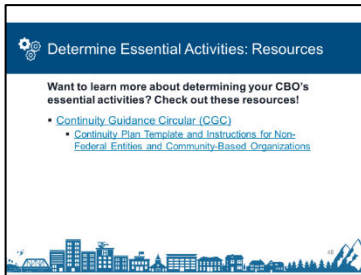 Determine Essential Activities: Resources
Want to learn more about determining your CBO's
essential activities? Check out these resources!
▪ Continuity Guidance Circular (CGC)
▪ Continuity Plan Template and Instructions for Non-
Federal Entities and Community-Based Organizations
48